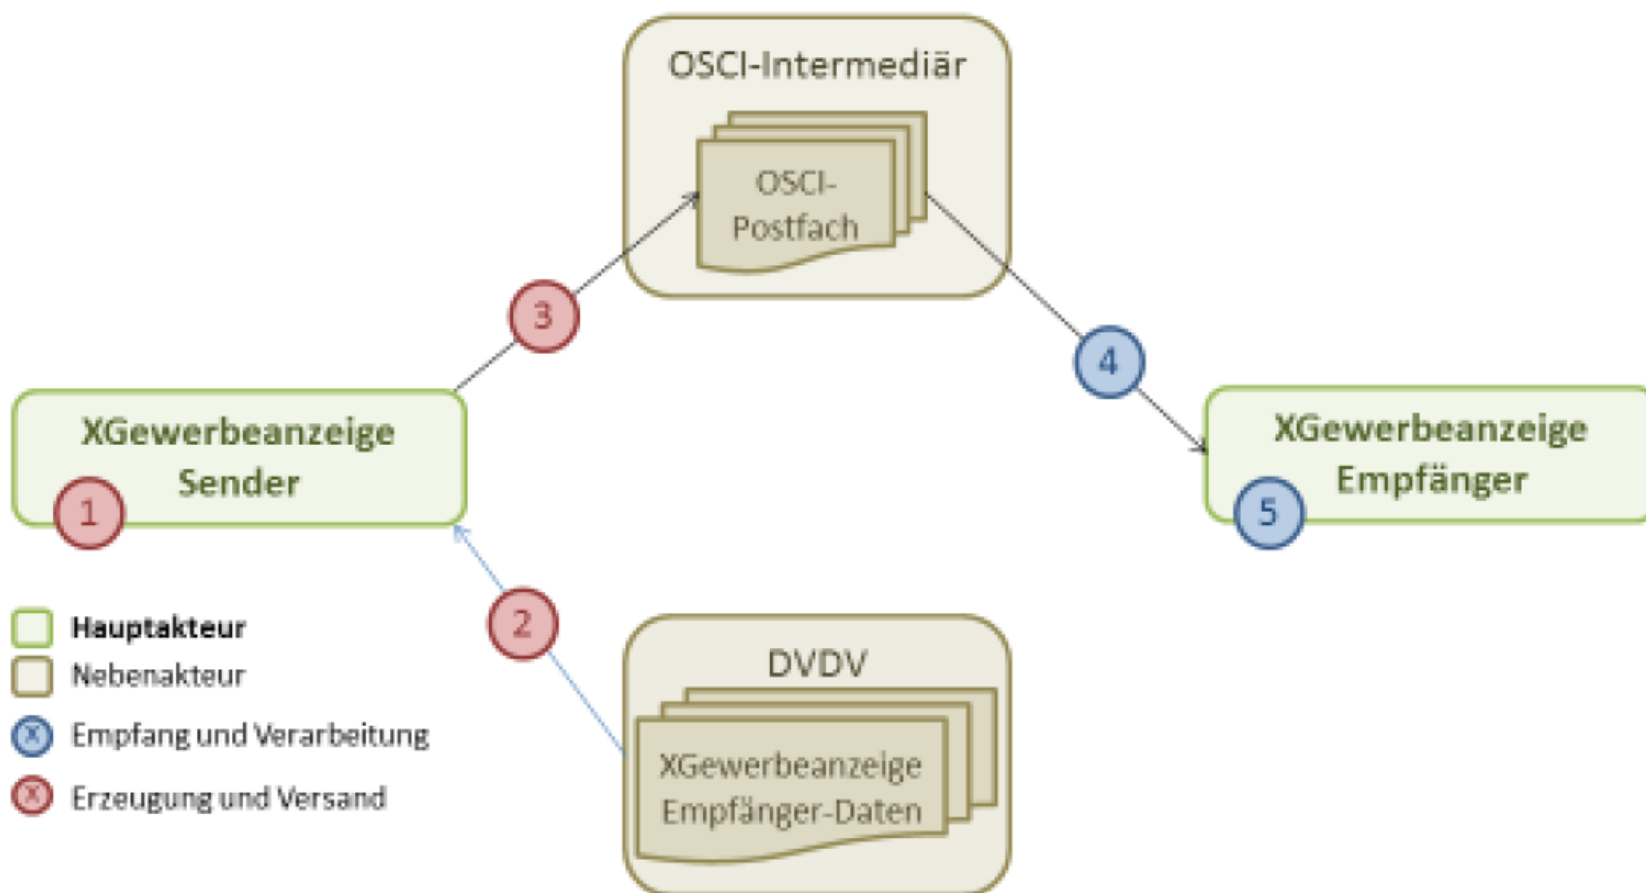 OSCI-Intermediär
OSCI-
Postfach
3
4
XGewerbeanzeige
Sender
1
XGewerbeanzeige
Empfänger
5
2
DVDV
XGewerbeanzeige
Empfänger-Daten
Hauptakteur
Nebenakteur
X Empfang und Verarbeitung
X Erzeugung und Versand